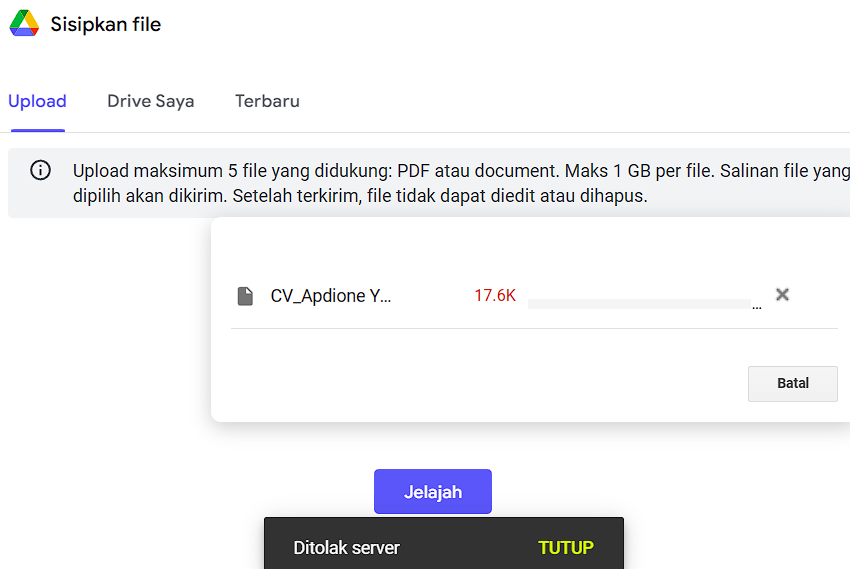 Sisipkan file
Upload Drive Saya Terbaru
Upload maksimum 5 file yang didukung: PDF atau document. Maks 1 GB per file. Salinan file yang
dipilih akan dikirim. Setelah terkirim, file tidak dapat diedit atau dihapus.
CV_Apdione Y... 17.6K ...
Batal
Jelajah
Ditolak server TUTUP